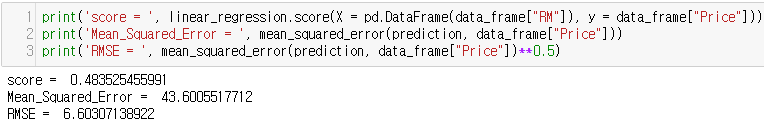 1 print('score = ', linear_regression.score(X = pd.DataFrame(data_frame["RM"]), y = data_frame["Price"]))
2 print('Mean_Squared_Error = ', mean_squared_error(prediction, data_frame["Price"]))
3 print('RMSE = ', mean_squared_error(prediction, data_frame["Price"])**0.5)
score =  0.483525455991
Mean_Squared_Error =  43.6005517712
RMSE =  6.60307138922